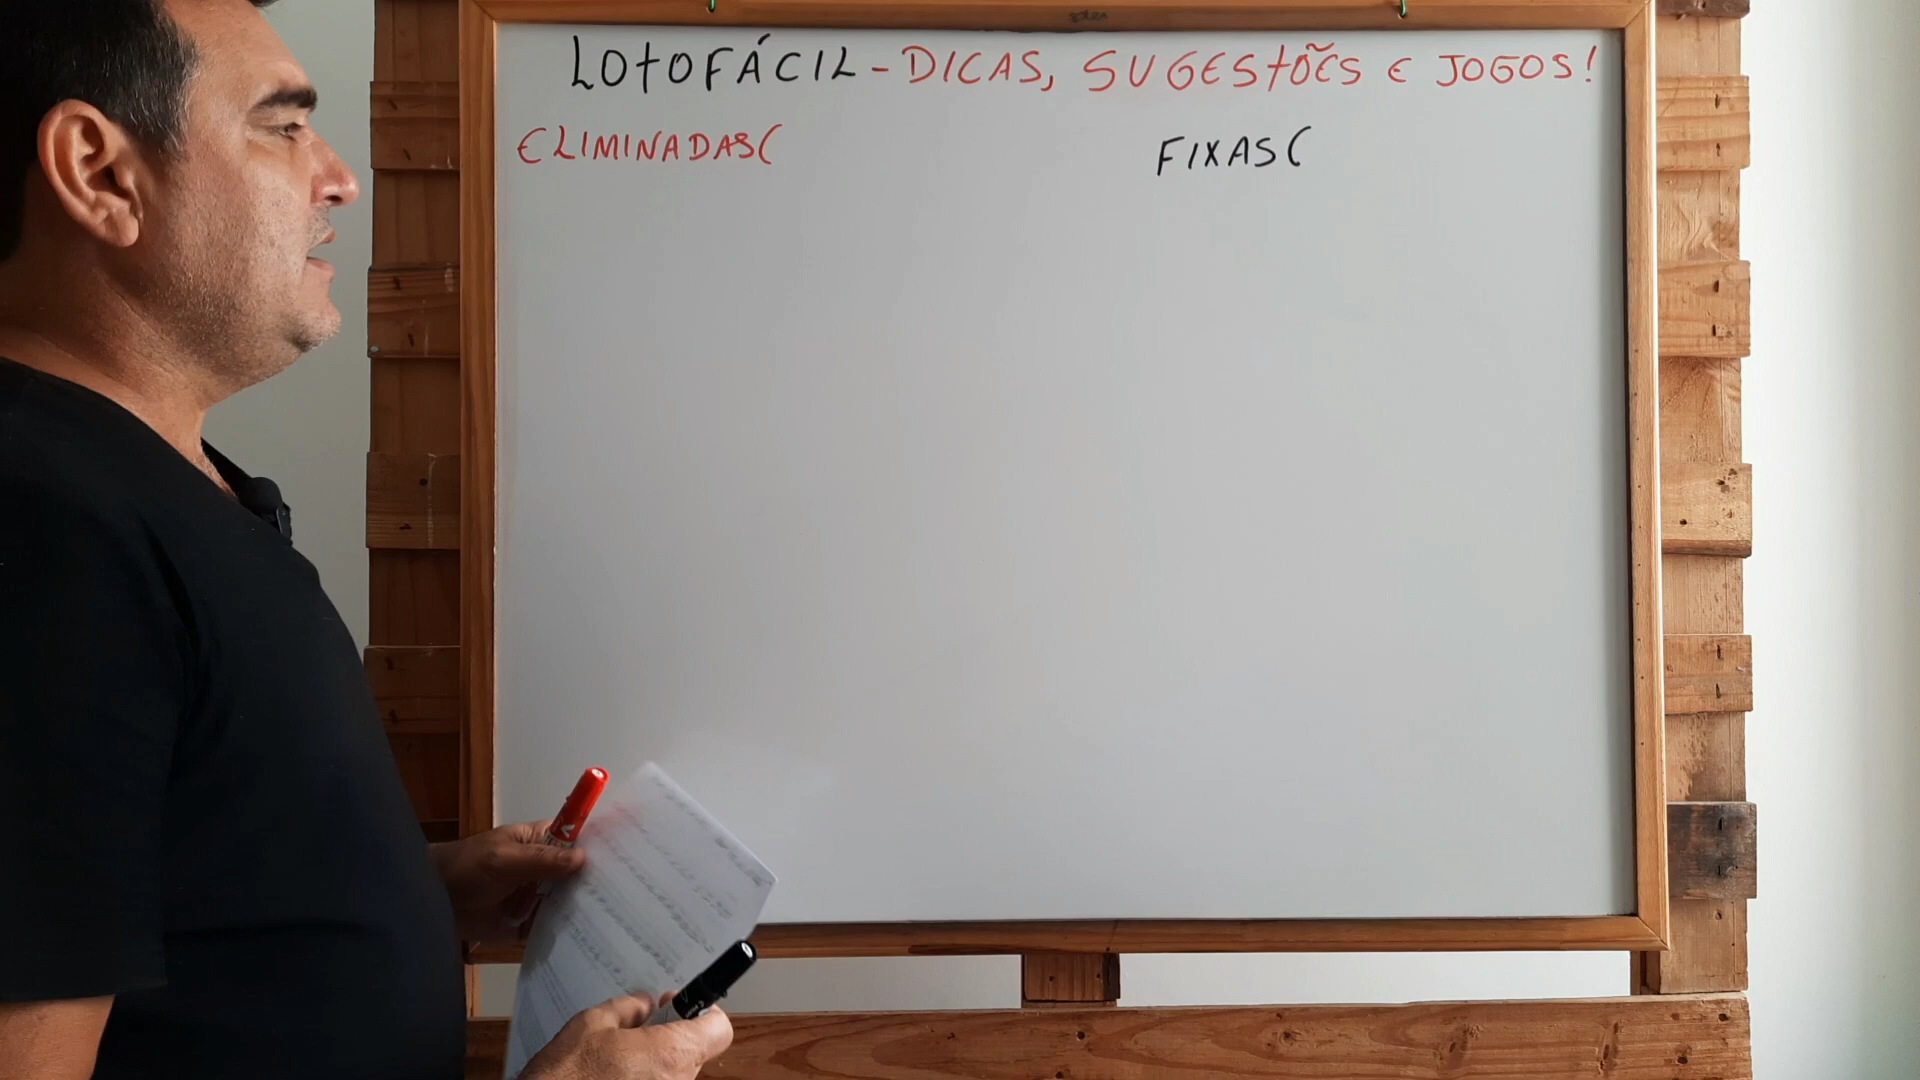 LOTOFÁCIL - DICAS, SUGESTÕES E JOGOS!
ELIMINADAS( FIXAS(